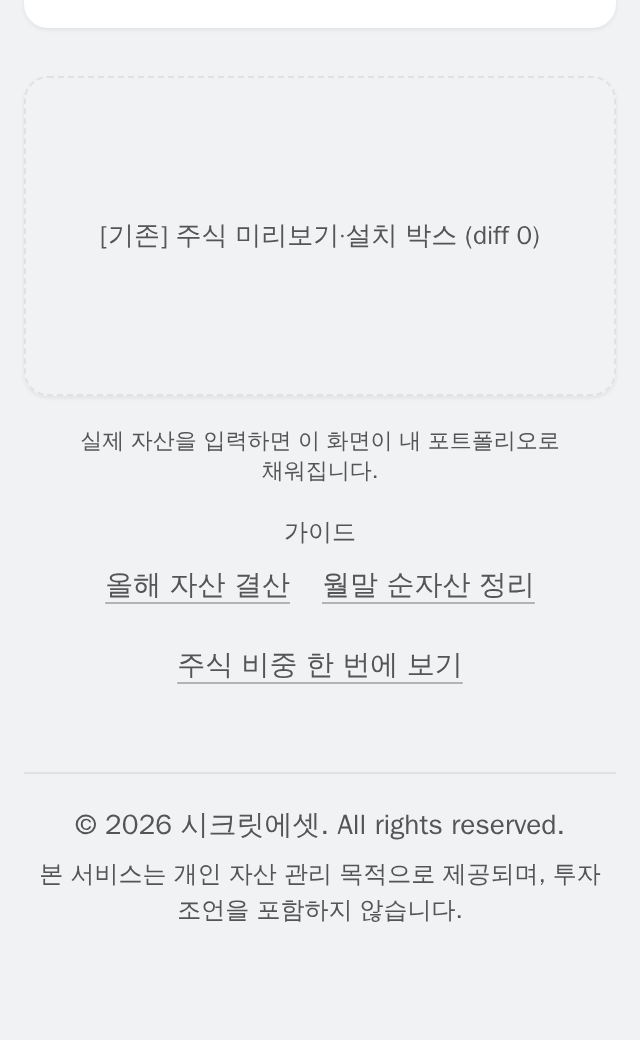 [기존] 주식 미리보기·설치 박스 (diff 0)
실제 자산을 입력하면 이 화면이 내 포트폴리오로
채워집니다.
가이드
올해 자산 결산 월말 순자산 정리
주식 비중 한 번에 보기
© 2026 시크릿에셋. All rights reserved.
본 서비스는 개인 자산 관리 목적으로 제공되며, 투자
조언을 포함하지 않습니다.